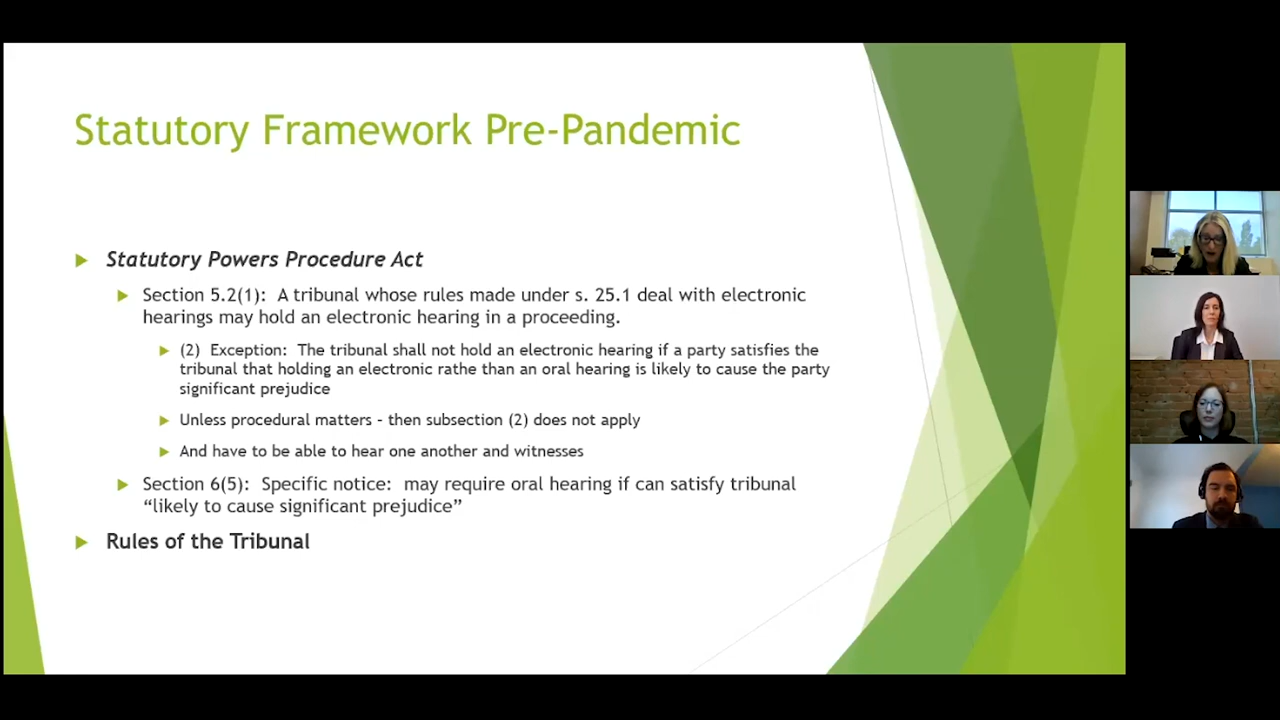 Statutory Framework Pre-Pandemic
Statutory Powers Procedure Act
Section 5.2(1): A tribunal whose rules made under s. 25.1 deal with electronic
hearings may hold an electronic hearing in a proceeding.
(2) Exception: The tribunal shall not hold an electronic hearing if a party satisfies the
tribunal that holding an electronic rathe than an oral hearing is likely to cause the party
significant prejudice
Unless procedural matters - then subsection (2) does not apply
And have to be able to hear one another and witnesses
Section 6(5): Specific notice: may require oral hearing if can satisfy tribunal
“likely to cause significant prejudice”
Rules of the Tribunal